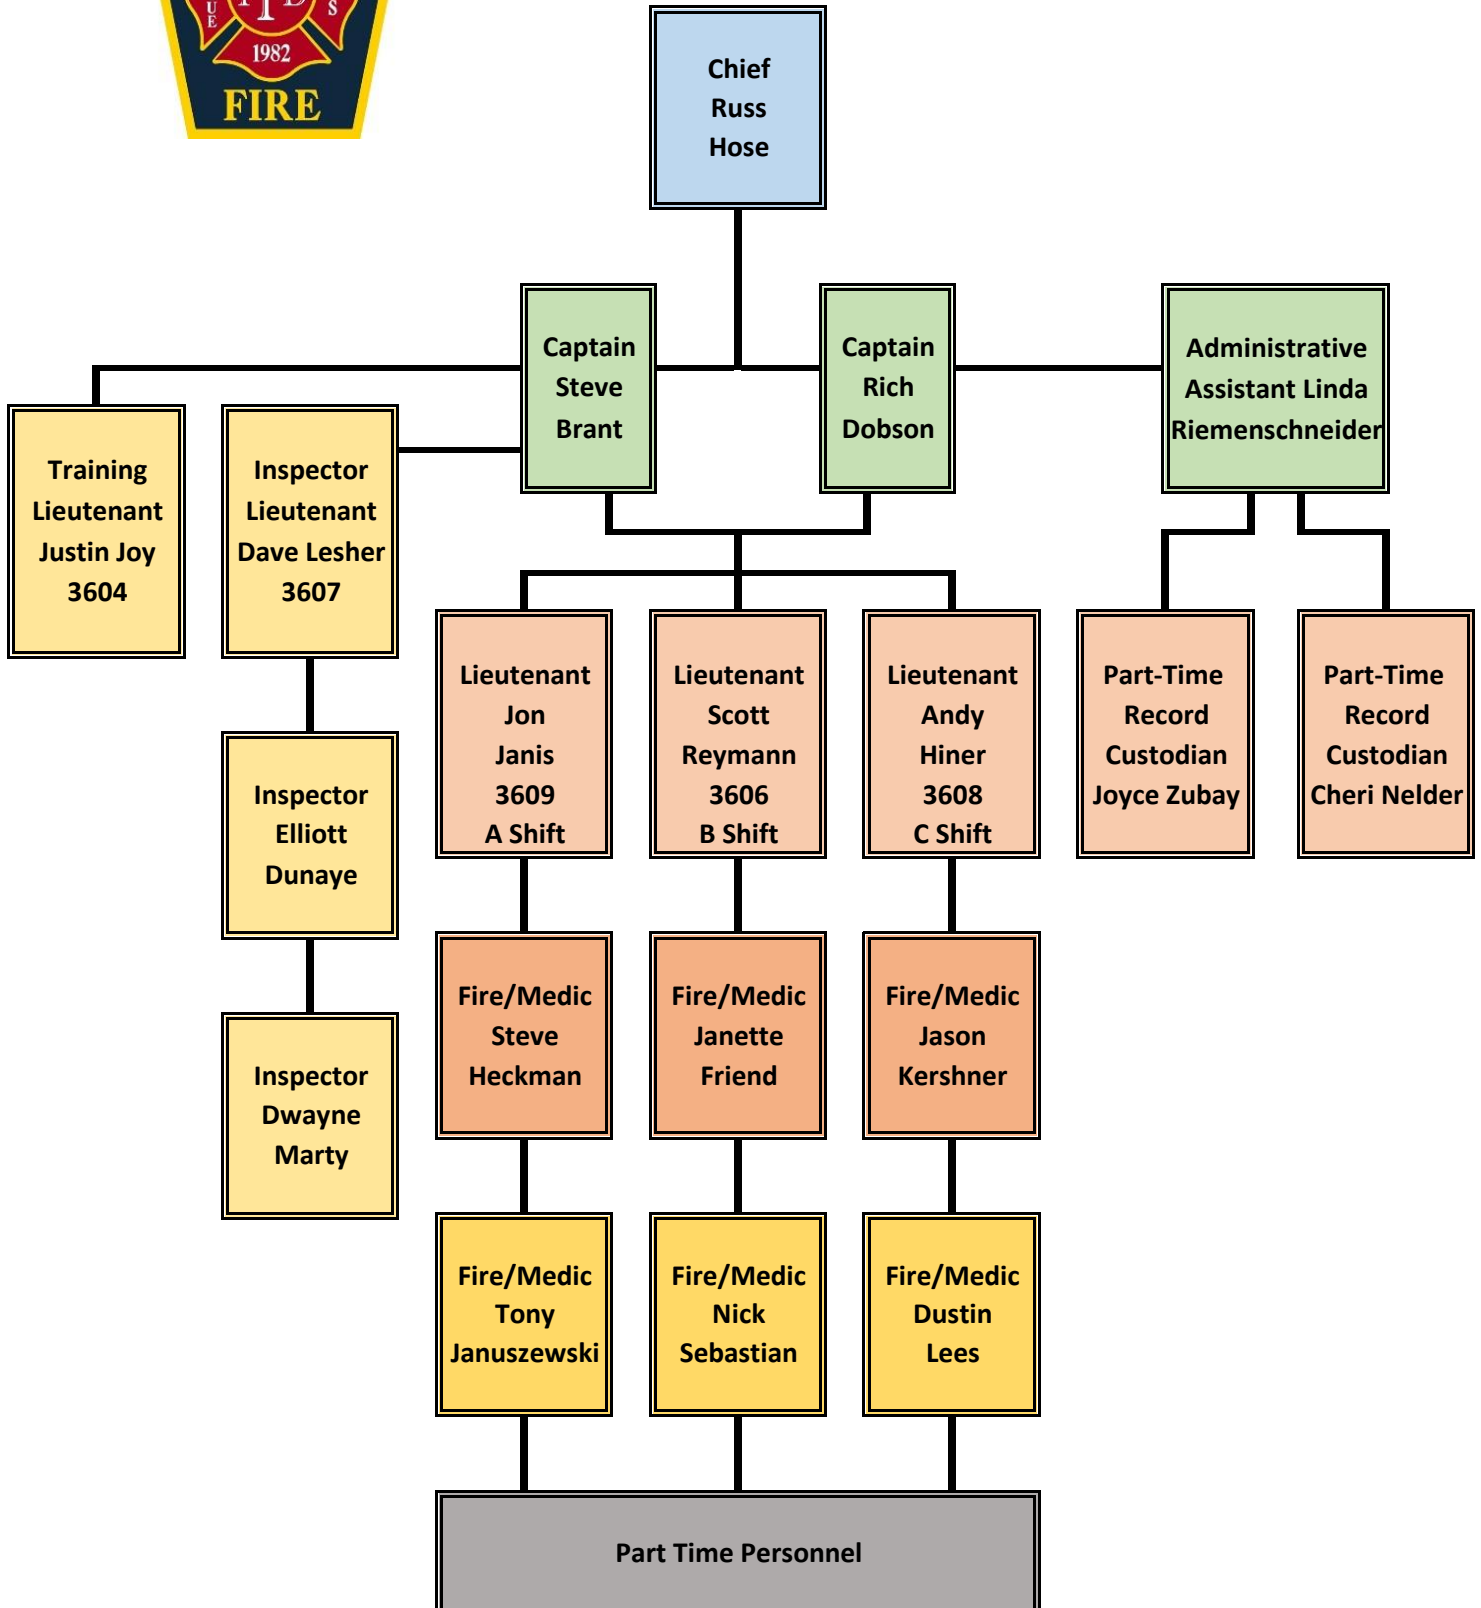 1982
FIRE
Chief
Russ
Hose
Captain
Steve
Brant
Captain
Rich
Dobson
Administrative
Assistant Linda
Riemenschneider
Training
Lieutenant
Justin Joy
3604
Inspector
Lieutenant
Dave Lesher
3607
Lieutenant
Jon
Janis
3609
A Shift
Lieutenant
Scott
Reymann
3606
B Shift
Lieutenant
Andy
Hiner
3608
C Shift
Part-Time
Record
Custodian
Joyce Zubay
Part-Time
Record
Custodian
Cheri Nelder
Inspector
Elliott
Dunaye
Fire/Medic
Steve
Heckman
Fire/Medic
Janette
Friend
Fire/Medic
Jason
Kershner
Inspector
Dwayne
Marty
Fire/Medic
Tony
Januszewski
Fire/Medic
Nick
Sebastian
Fire/Medic
Dustin
Lees
Part Time Personnel